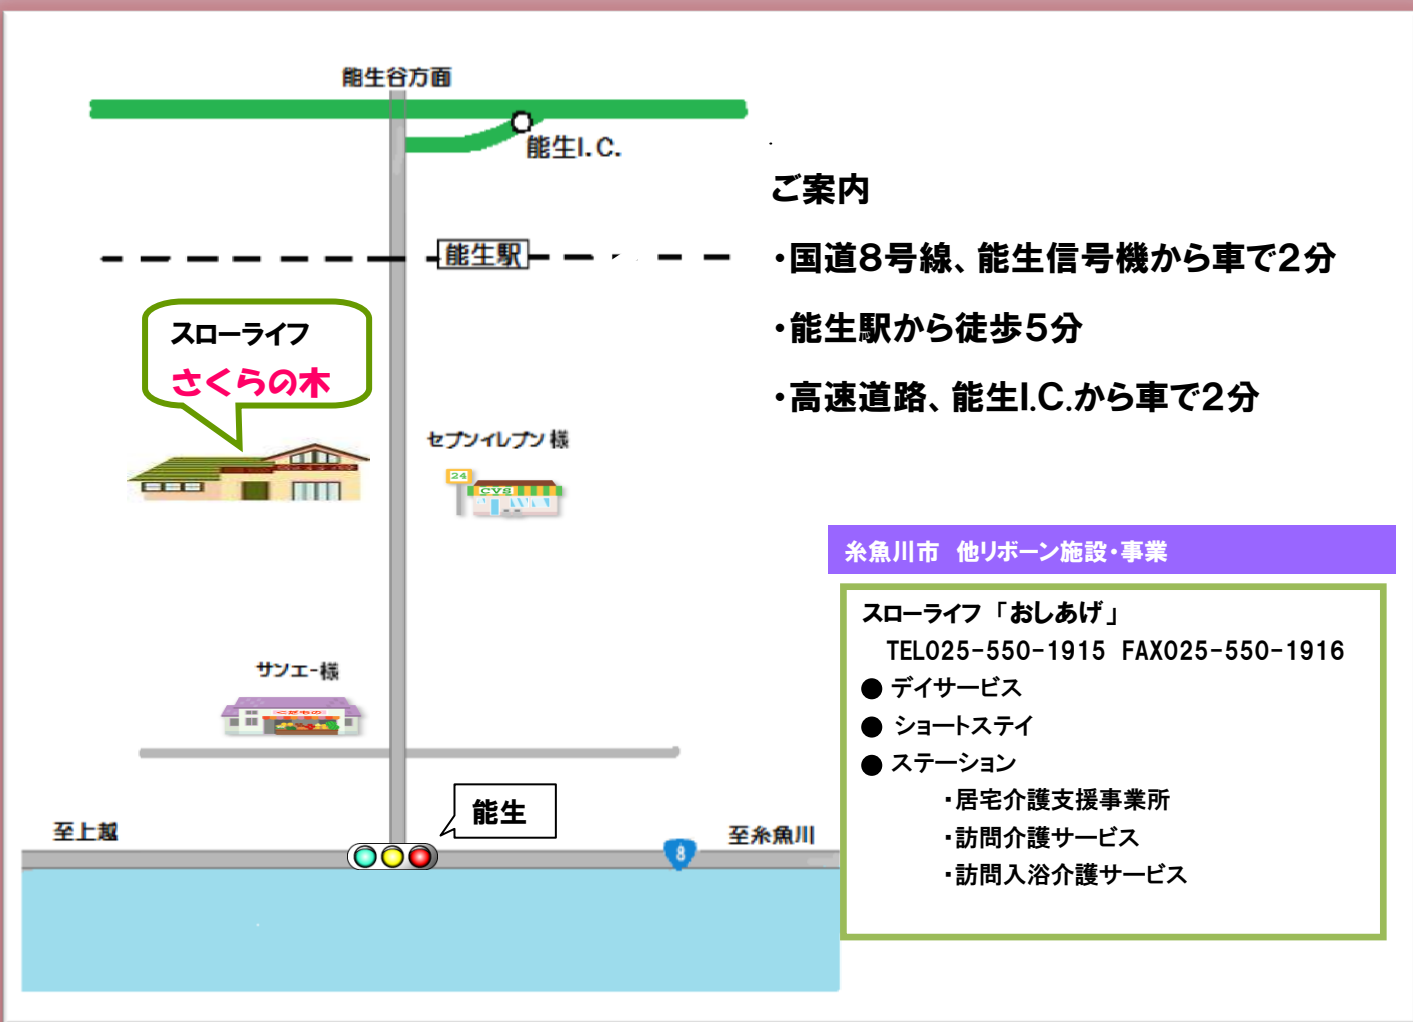 能生谷方面
能生I.C.
能生駅
スローライフ
さくらの木
セブンイレブン様
24
CVS
サンエー様
能生
至上越
8
至糸魚川
ご案内
・国道8号線、能生信号機から車で2分
・能生駅から徒歩5分
・高速道路、能生I.C.から車で2分
糸魚川市 他リボーン施設・事業
スローライフ「おしあげ」
TEL025-550-1915 FAX025-550-1916
● デイサービス
● ショートステイ
● ステーション
・居宅介護支援事業所
・訪問介護サービス
・訪問入浴介護サービス